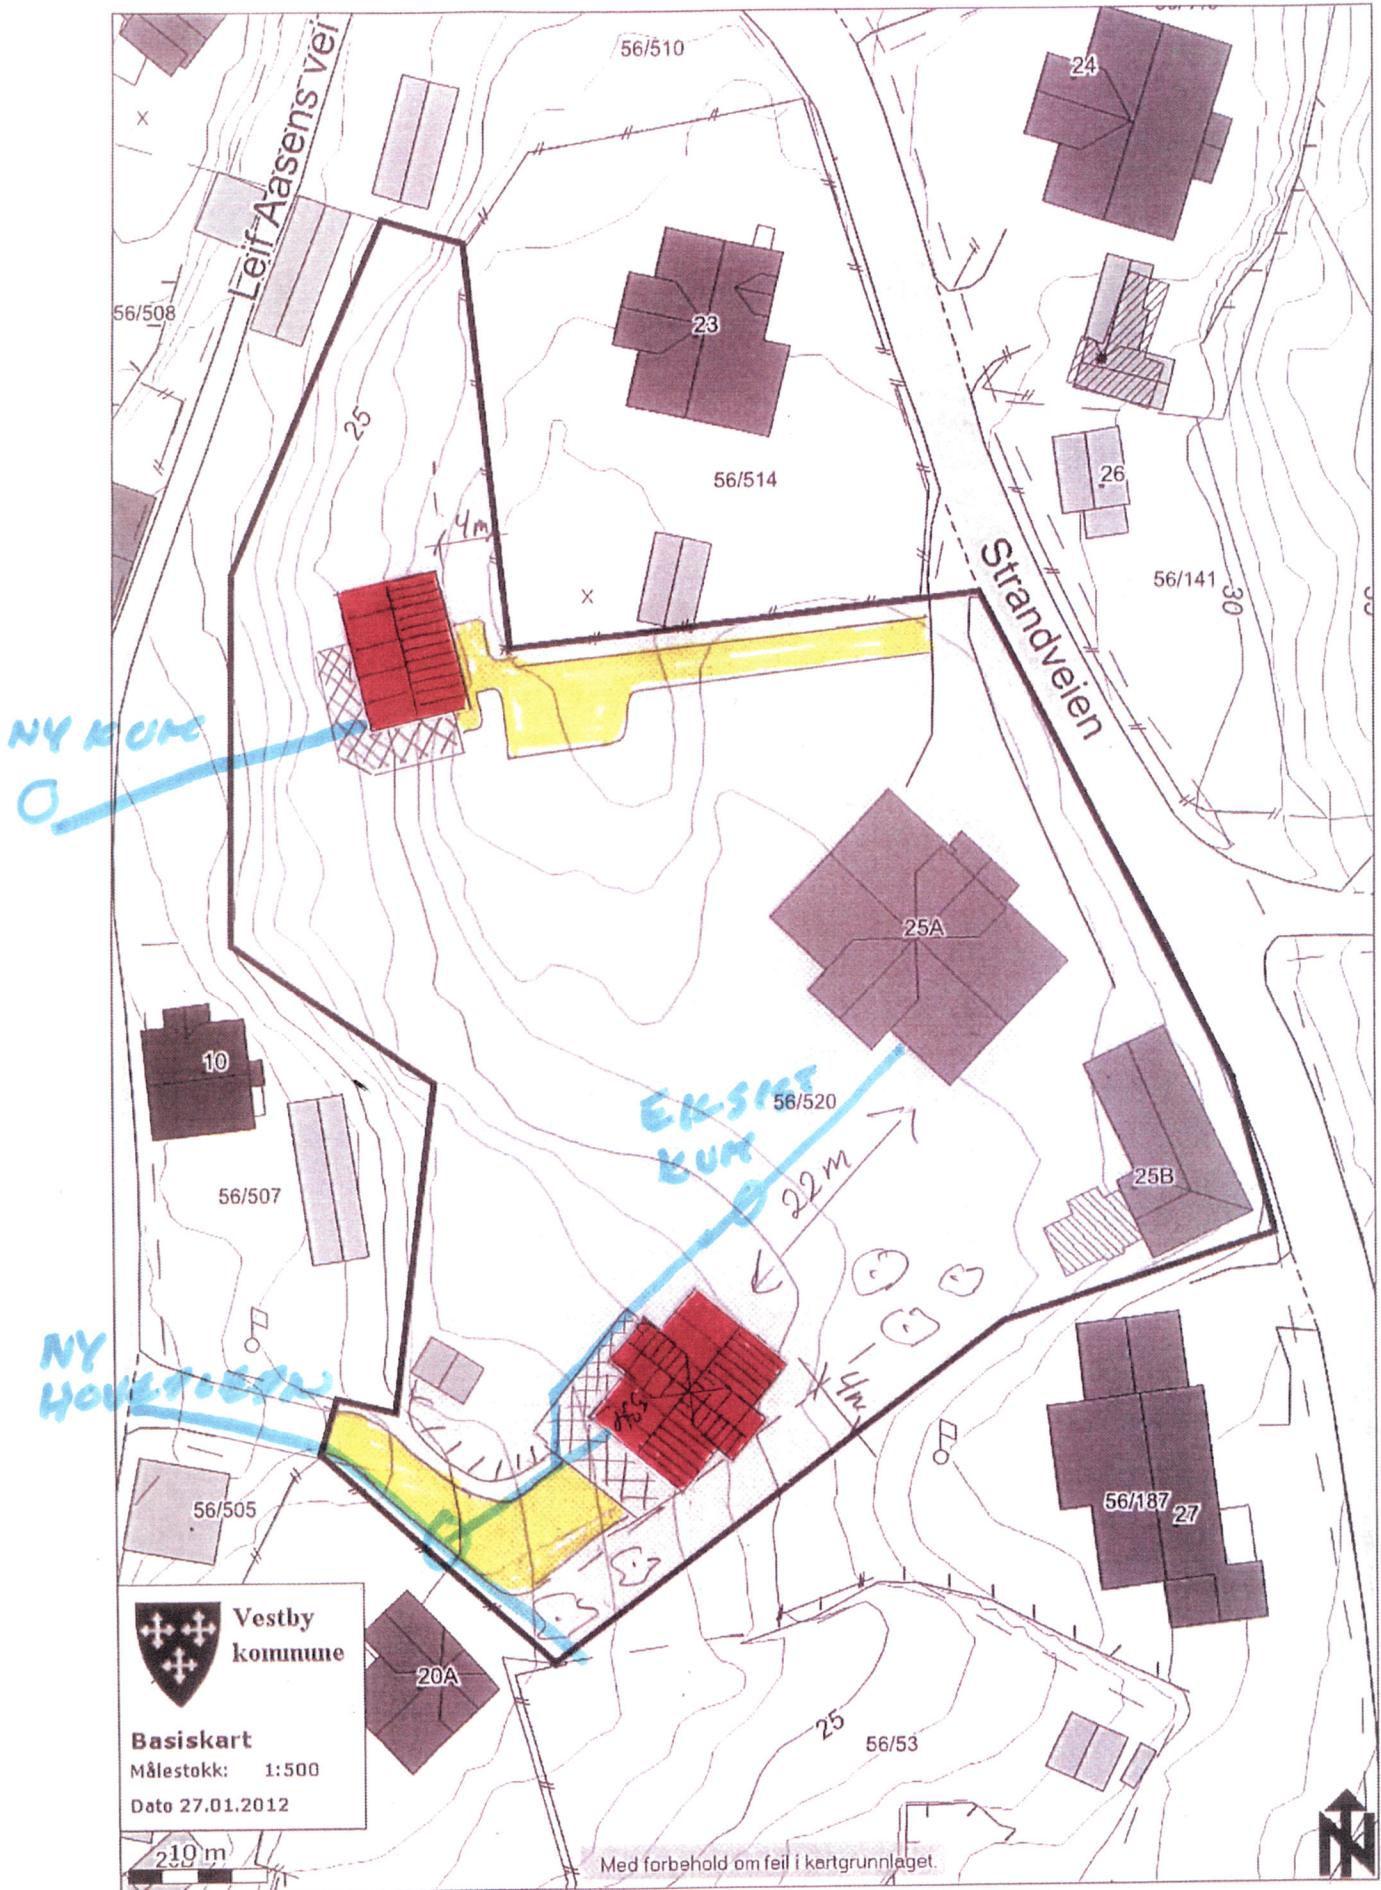 56/510
24
Leif Aasens vei
56/508
23
25
56/514
26
4m
56/141
30
Strandveien
NY KUM
25A
10
EKSIST
KUM
56/520
22m
25B
56/507
NY
4m
56/505
56/187
27
Vestby
kommune
20A
25
56/53
Basiskart
Målestokk: 1:500
Dato 27.01.2012
10 m
Med forbehold om feil i kartgrunnlaget.
N